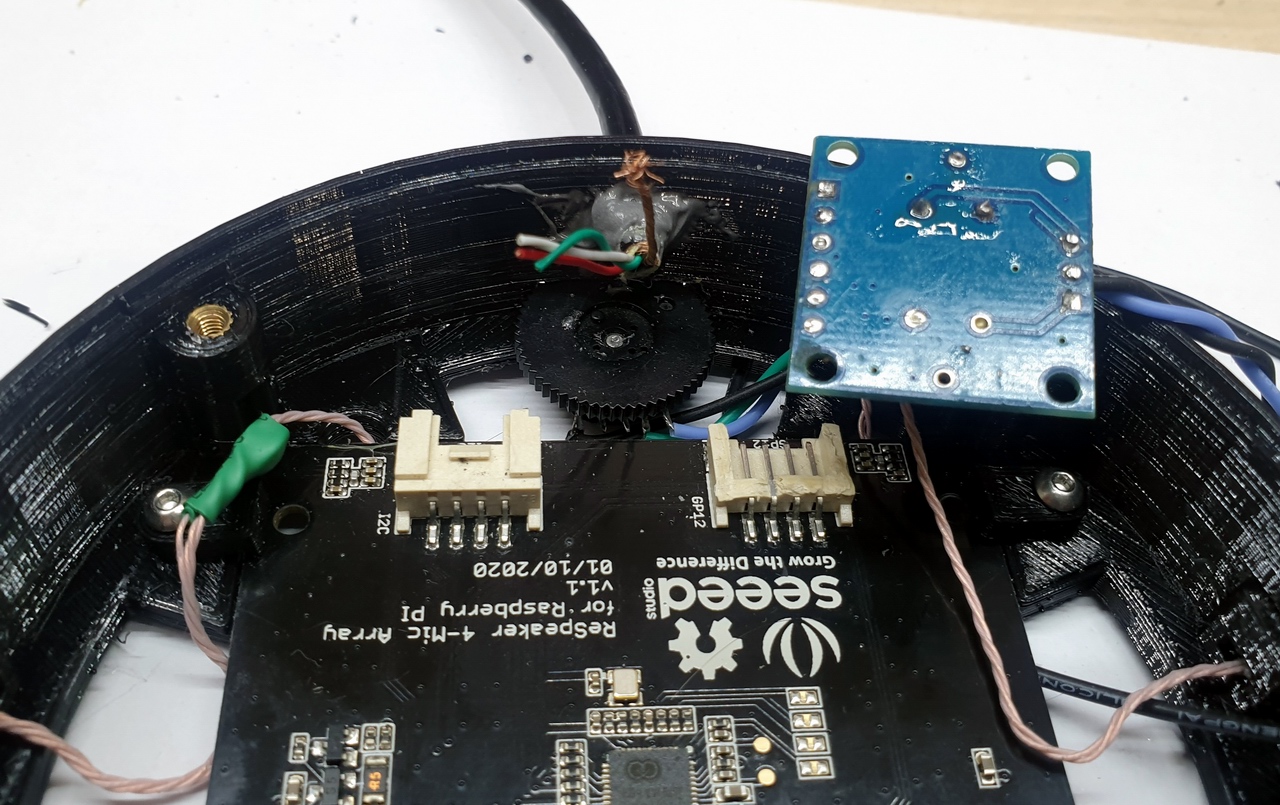 I2C
GP12
SP12
Grow the Difference
seeed
studio
ReSpeaker 4-Mic Array
for Raspberry PI
v1.1
01/10/2020